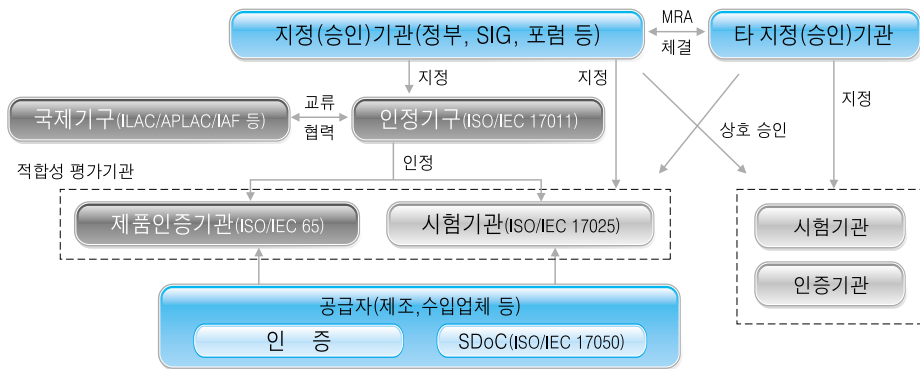 지정(승인)기관(정부, SIG, 포럼 등)
MRA
체결
타 지정(승인)기관
지정
지정
지정
국제기구(ILAC/APLAC/IAF 등)
교류
협력
인정기구(ISO/IEC 17011)
상호 승인
인정
적합성 평가기관
제품인증기관(ISO/IEC 65)
시험기관(ISO/IEC 17025)
시험기관
인증기관
공급자(제조,수입업체 등)
인 증
SDoC(ISO/IEC 17050)